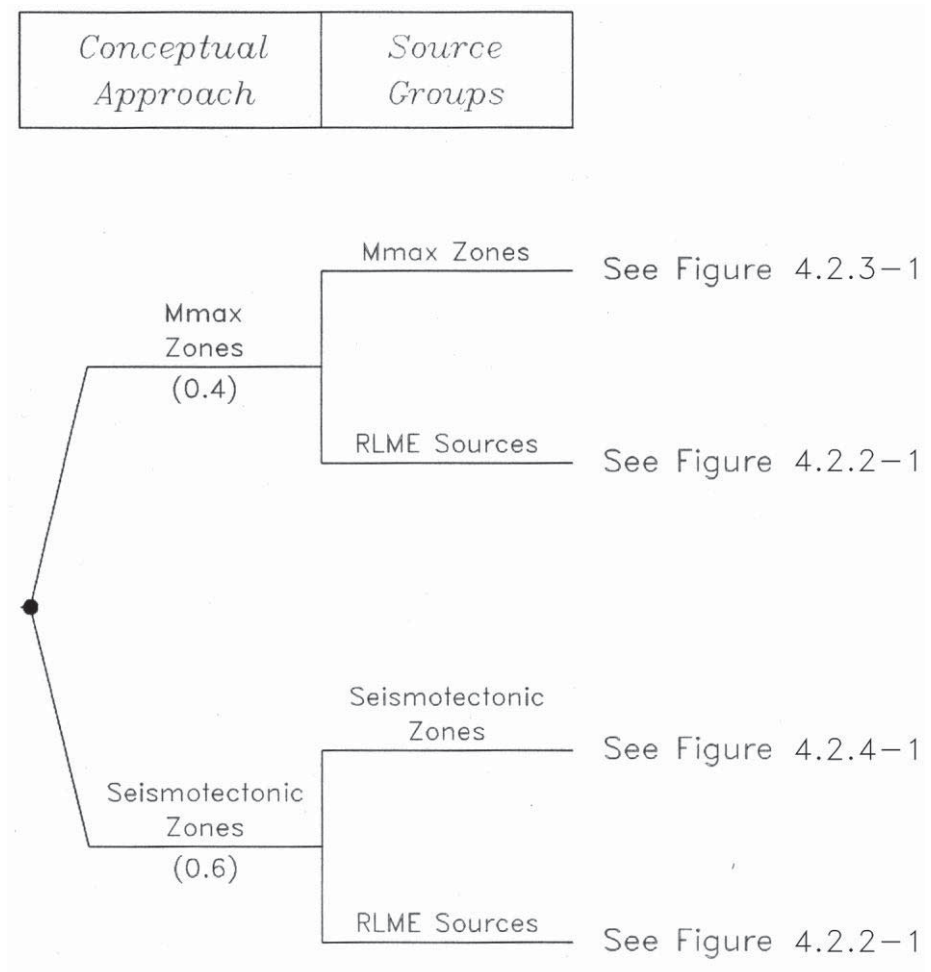 Conceptual Approach
Source Groups
Mmax Zones
See Figure 4.2.3-1
Mmax
Zones
(0.4)
RLME Sources
See Figure 4.2.2-1
Seismotectonic
Zones
See Figure 4.2.4-1
Seismotectonic
Zones
(0.6)
RLME Sources
See Figure 4.2.2-1